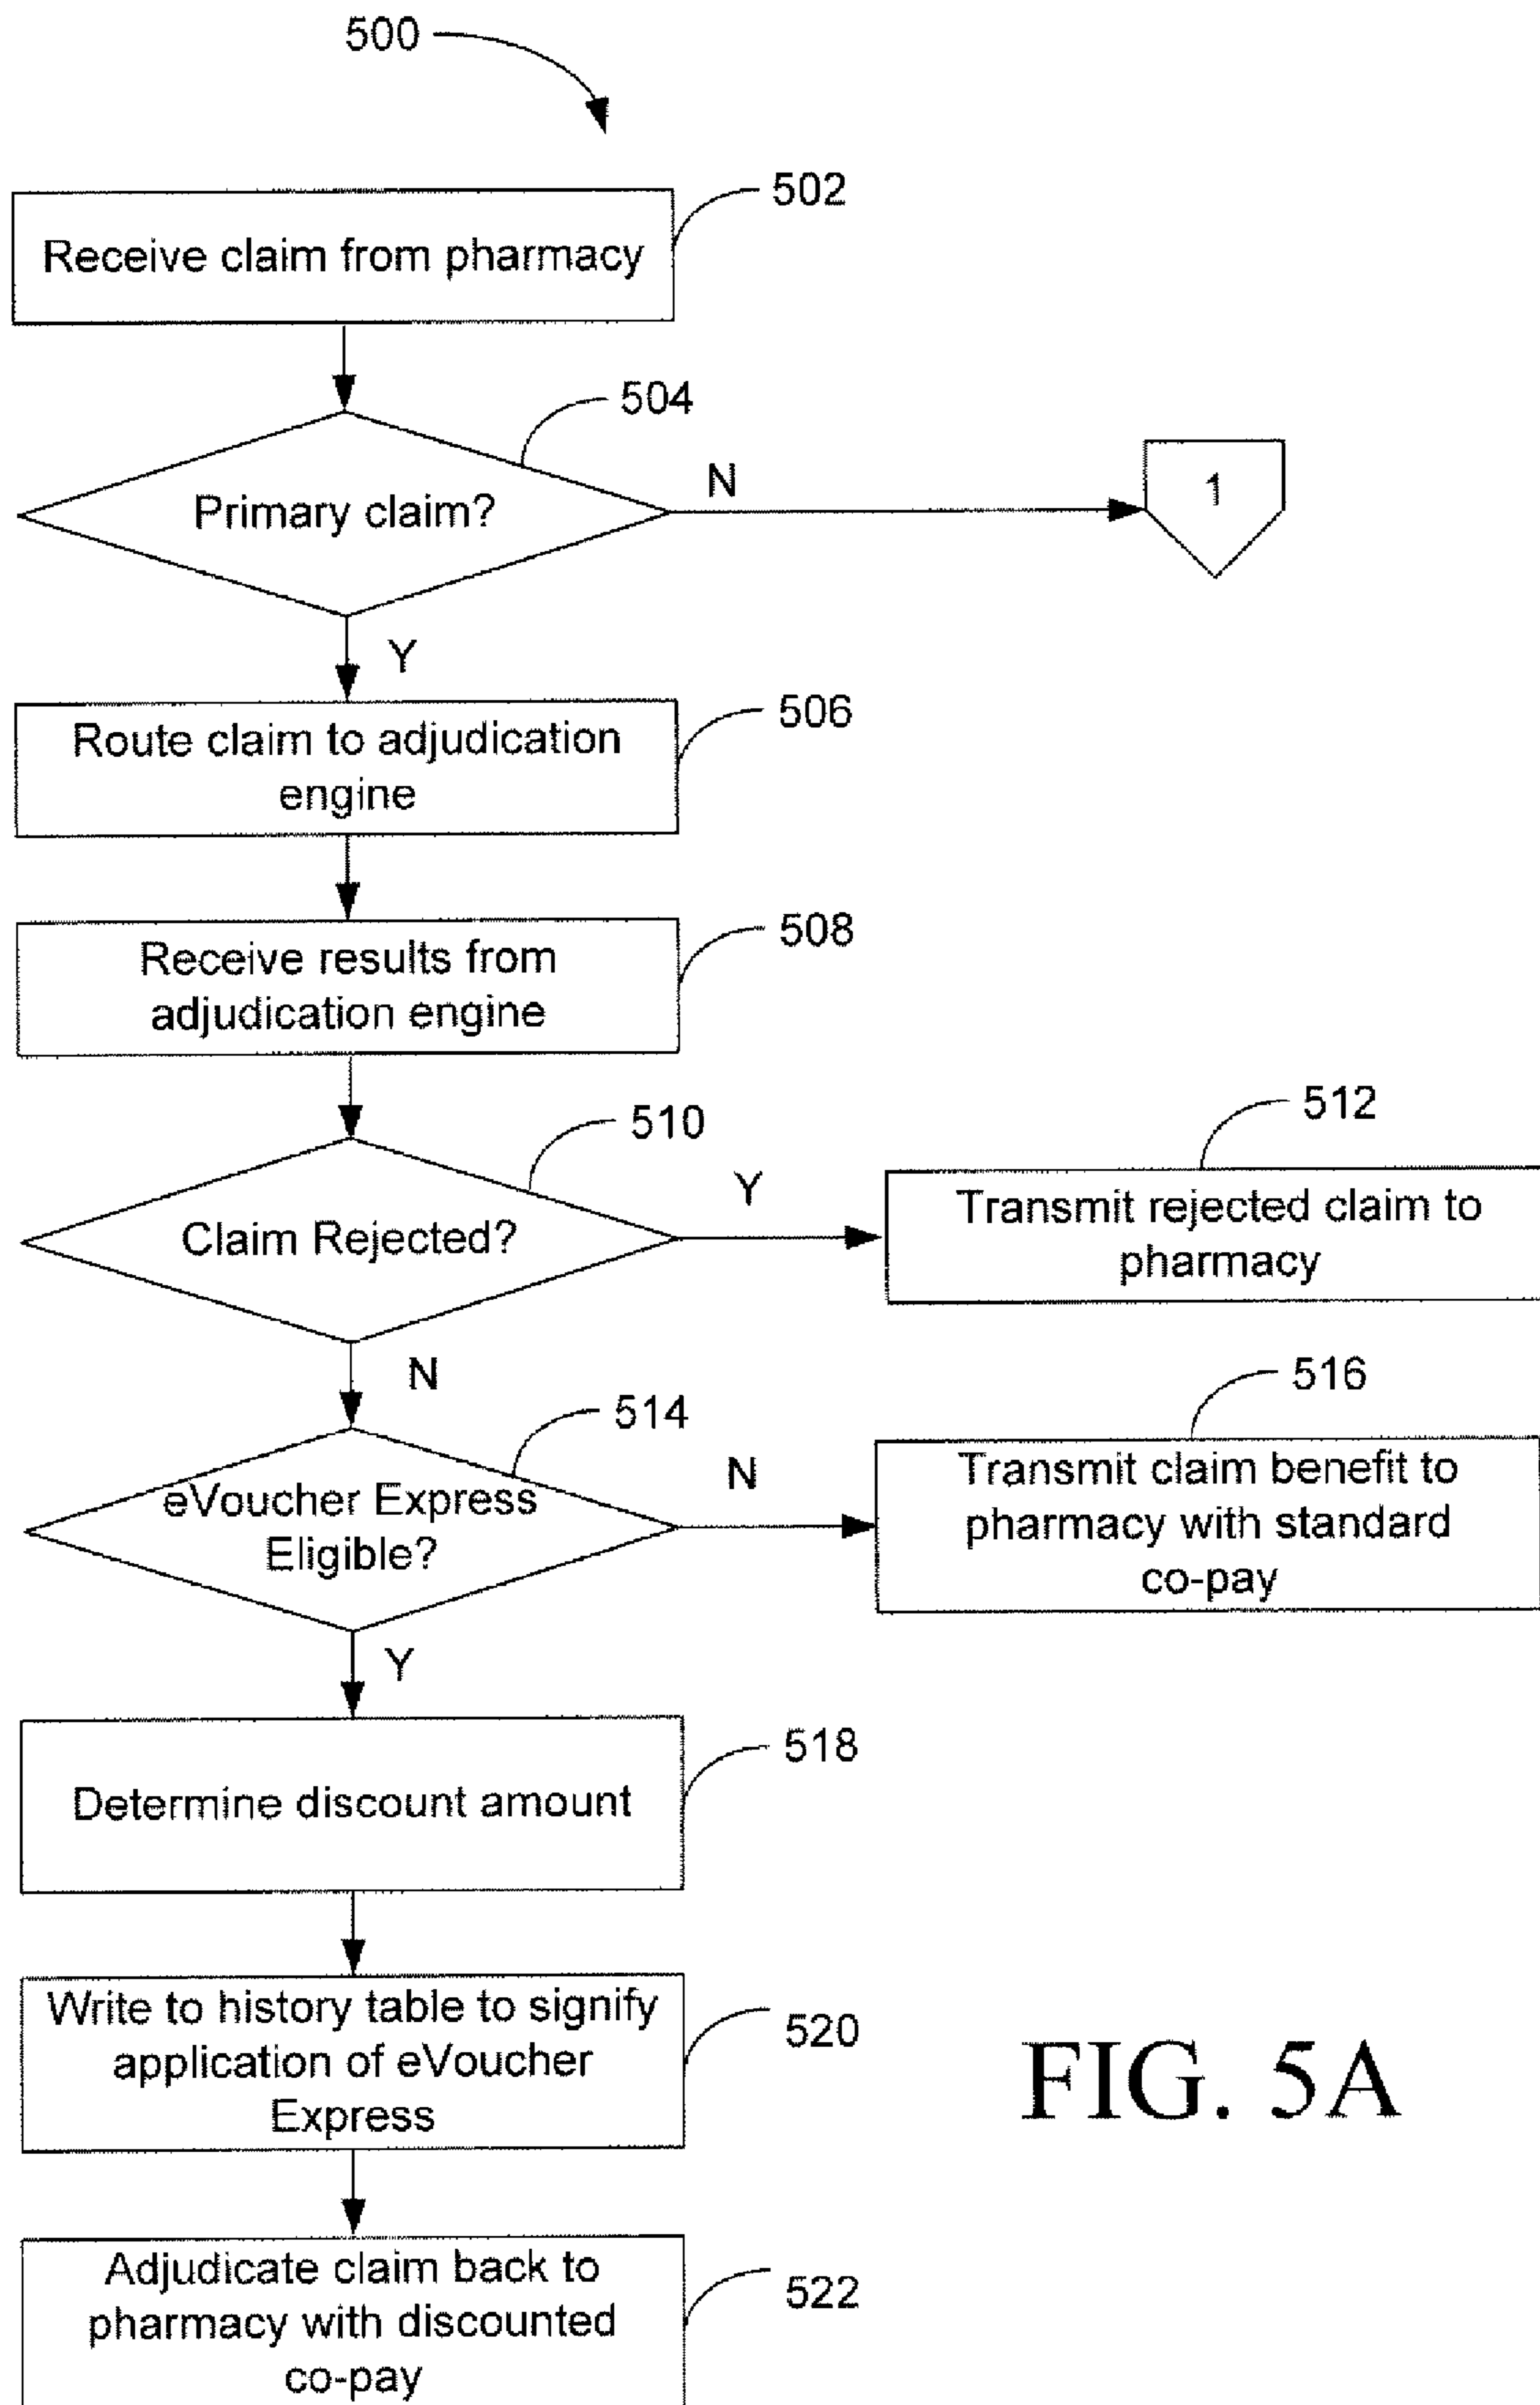 500
502
Receive claim from pharmacy
504
Primary claim?
N
1
Y
506
Route claim to adjudication
engine
508
Receive results from
adjudication engine
510
Claim Rejected?
Y
512
Transmit rejected claim to
pharmacy
N
514
eVoucher Express
Eligible?
N
516
Transmit claim benefit to
pharmacy with standard
co-pay
Y
518
Determine discount amount
520
Write to history table to signify
application of eVoucher
Express
522
Adjudicate claim back to
pharmacy with discounted
co-pay
FIG. 5A